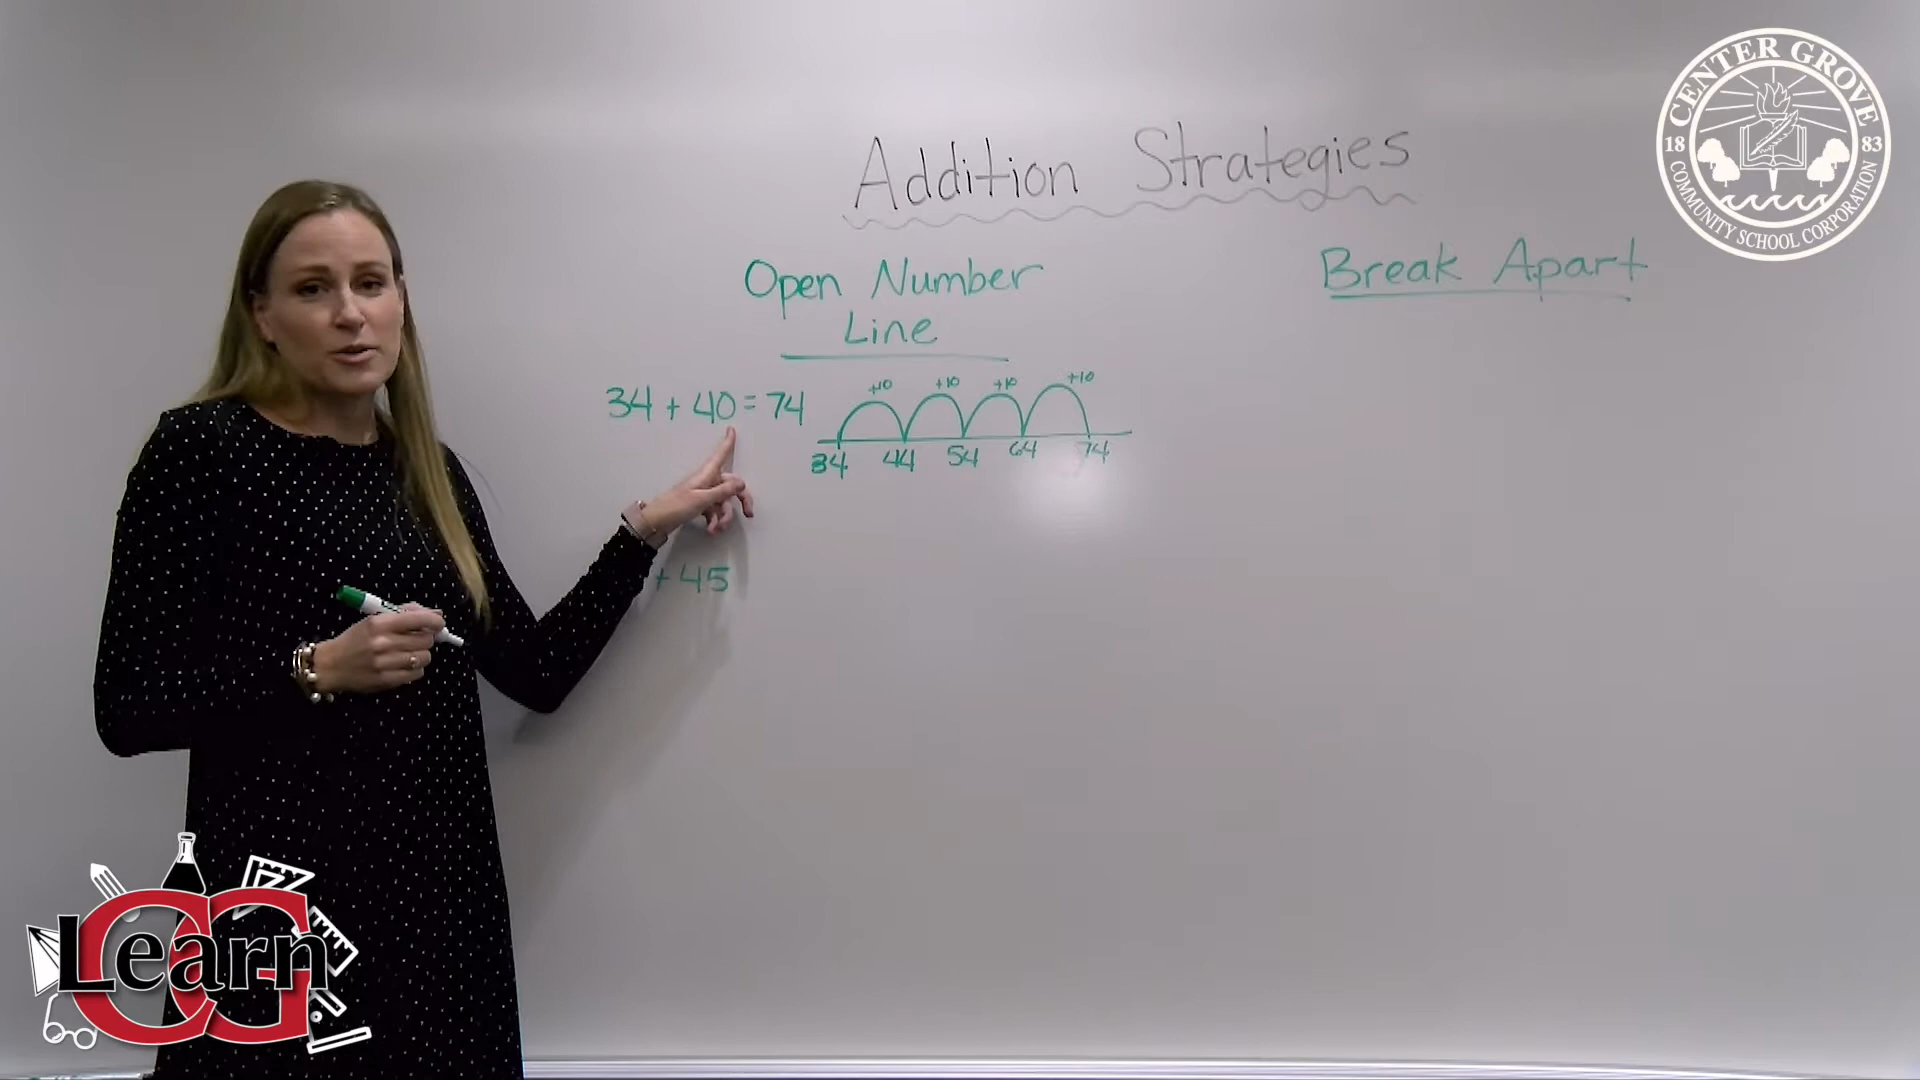 CENTER GROVE
18 83
COMMUNITY SCHOOL CORPORATION
Addition Strategies
Open Number
Line
Break Apart
34 + 40 = 74
+10 +10 +10 +10
34 44 54 64 74
+ 45
CG
Learn